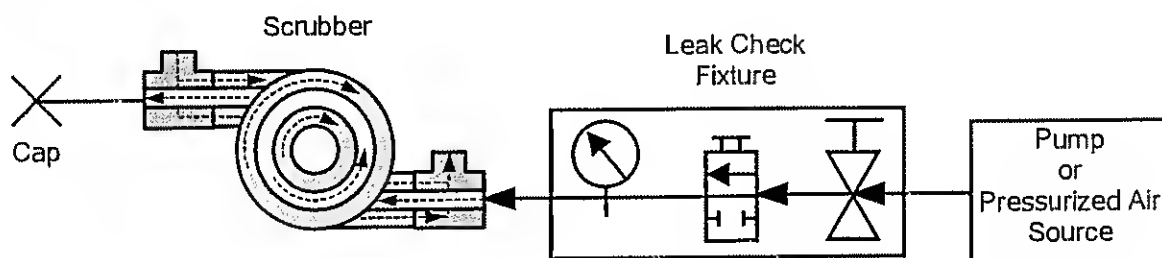 Scrubber
Leak Check
Fixture
Cap
Pump
or
Pressurized Air
Source